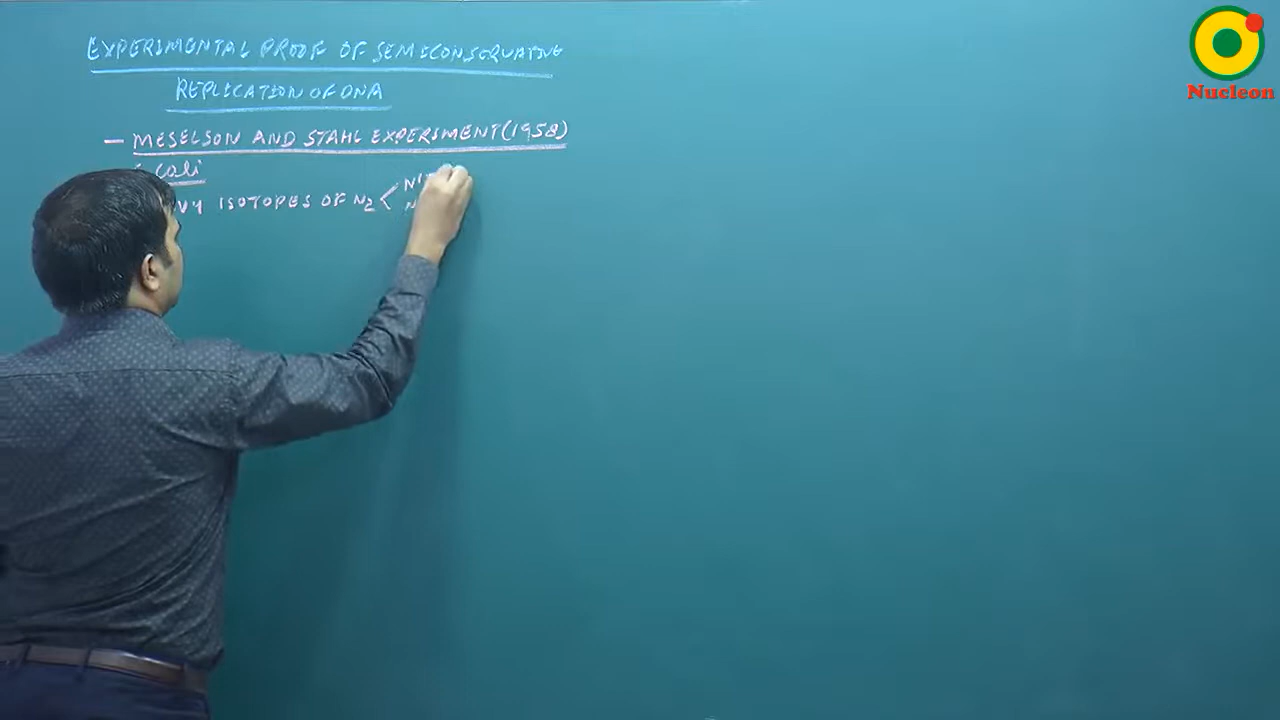 EXPERIMENTAL PROOF OF SEMICONSERVATIVE
REPLICATION OF DNA
— MESELSON AND STAHL EXPERIMENT (1958)
Coli
ISOTOPES OF N2 <
Nucleon